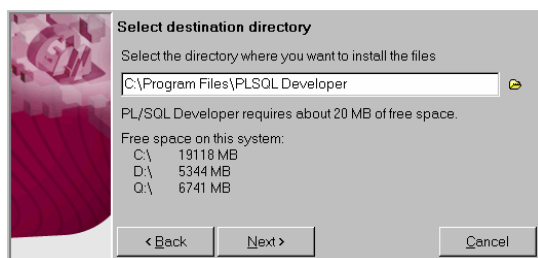 Select destination directory
Select the directory where you want to install the files
C:\Program Files\PLSQL Developer
PL/SQL Developer requires about 20 MB of free space.
Free space on this system:
C:\ 19118 MB
D:\ 5344 MB
Q:\ 6741 MB
< Back Next > Cancel